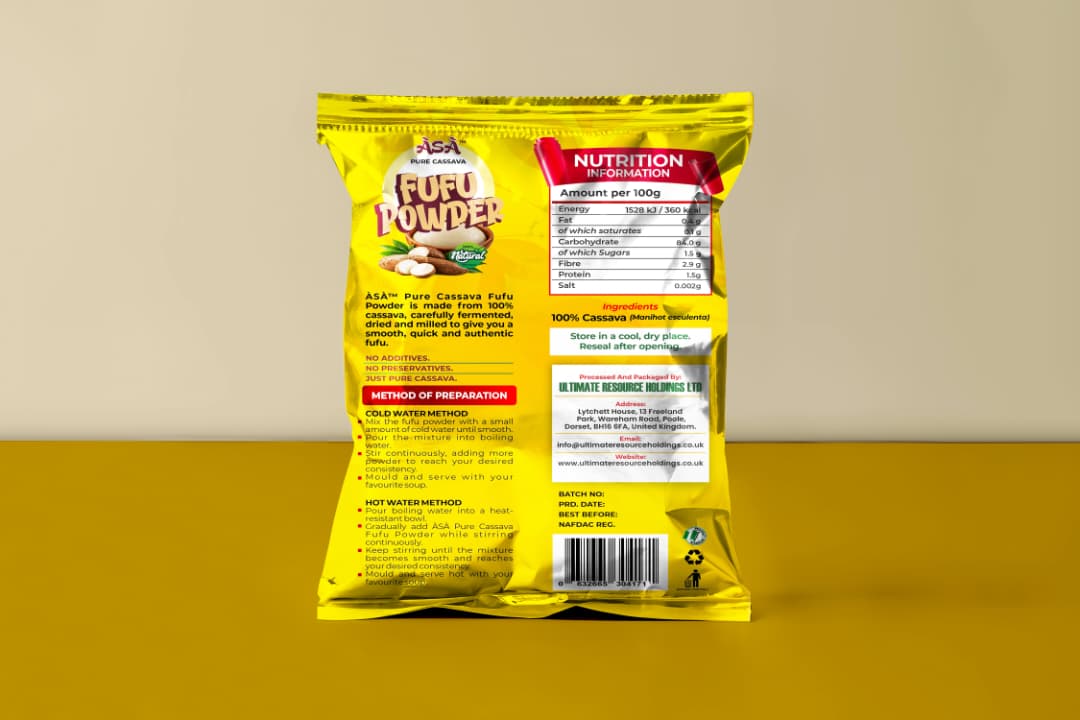 ÀSÀ™
PURE CASSAVA
FUFU
POWDER
Natural
ÀSÀ™ Pure Cassava Fufu
Powder is made from 100%
cassava, carefully fermented,
dried and milled to give you a
smooth, quick and authentic
fufu.
NO ADDITIVES.
NO PRESERVATIVES.
JUST PURE CASSAVA.
METHOD OF PREPARATION
COLD WATER METHOD
Mix the fufu powder with a small
amount of cold water until smooth.
Pour the mixture into boiling
water.
Stir continuously, adding more
powder to reach your desired
consistency.
Mould and serve with your
favourite soup.
HOT WATER METHOD
Pour boiling water into a heat-
resistant bowl.
Gradually add ÀSÀ Pure Cassava
Fufu Powder while stirring
continuously.
Keep stirring until the mixture
becomes smooth and reaches
your desired consistency.
Mould and serve hot with your
favourite soup.
NUTRITION
INFORMATION
Amount per 100g
Energy 1528 kJ / 360 kcal
Fat 0.4 g
of which saturates 0.1 g
Carbohydrate 84.0 g
of which Sugars 1.5 g
Fibre 2.9 g
Protein 1.5g
Salt 0.002g
Ingredients
100% Cassava (Manihot esculenta)
Store in a cool, dry place.
Reseal after opening.
Processed And Packaged by:
ULTIMATE RESOURCE HOLDINGS LTD
Address:
Lytchett House, 13 Freeland
Park, Wareham Road, Poole,
Dorset, BH16 6FA, United Kingdom.
Email:
info@ultimateresourceholdings.co.uk
Website:
www.ultimateresourceholdings.co.uk
BATCH NO:
PRD. DATE:
BEST BEFORE:
NAFDAC REG.
0 632665 304171